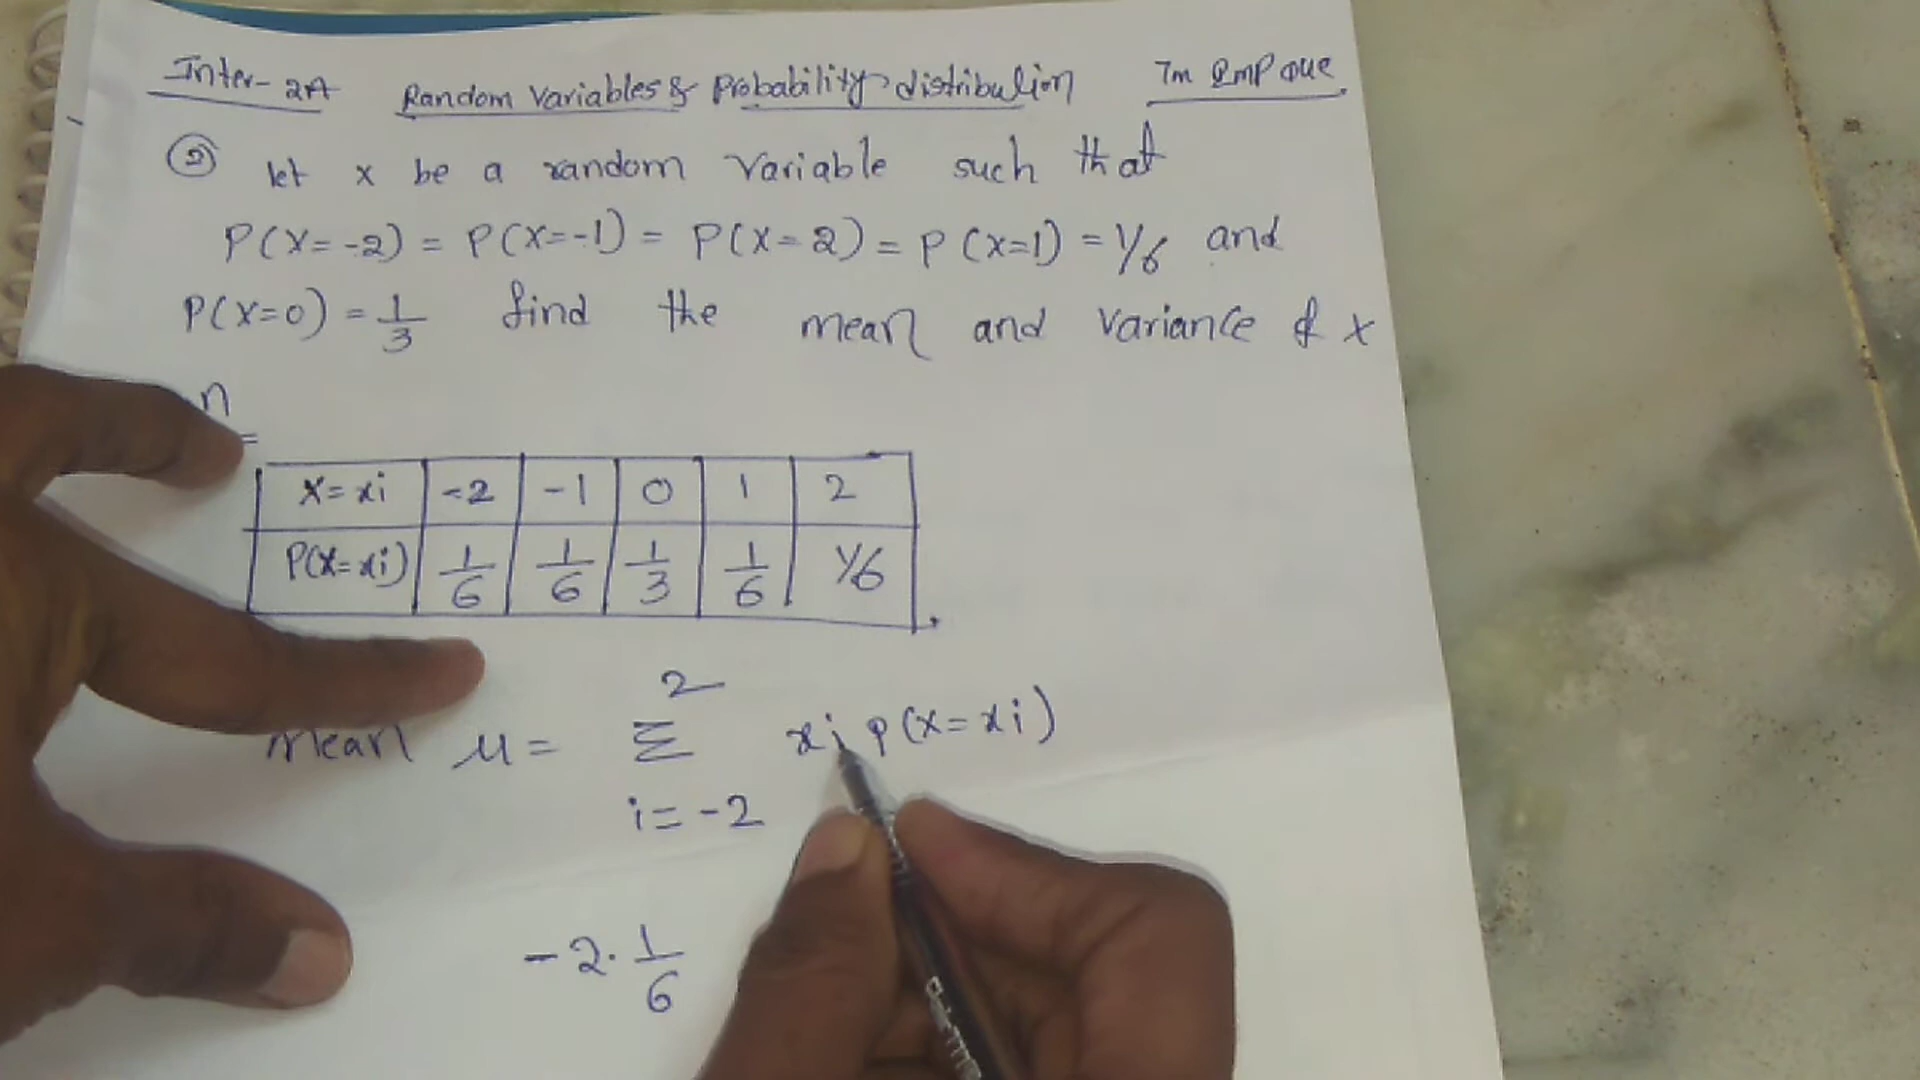 Inter-2A Random Variables & Probability distribution 7m Imp Que
② let x be a random Variable such that
P(X=-2) = P(X=-1) = P(X=2) = P(X=1) = 1/6 and
P(X=0) = 1/3 find the mean and variance of x
n
X=xi -2 -1 0 1 2
P(X=xi) 1/6 1/6 1/3 1/6 1/6
mean μ = 2 Σ i=-2 xi P(X=xi)
-2. 1/6